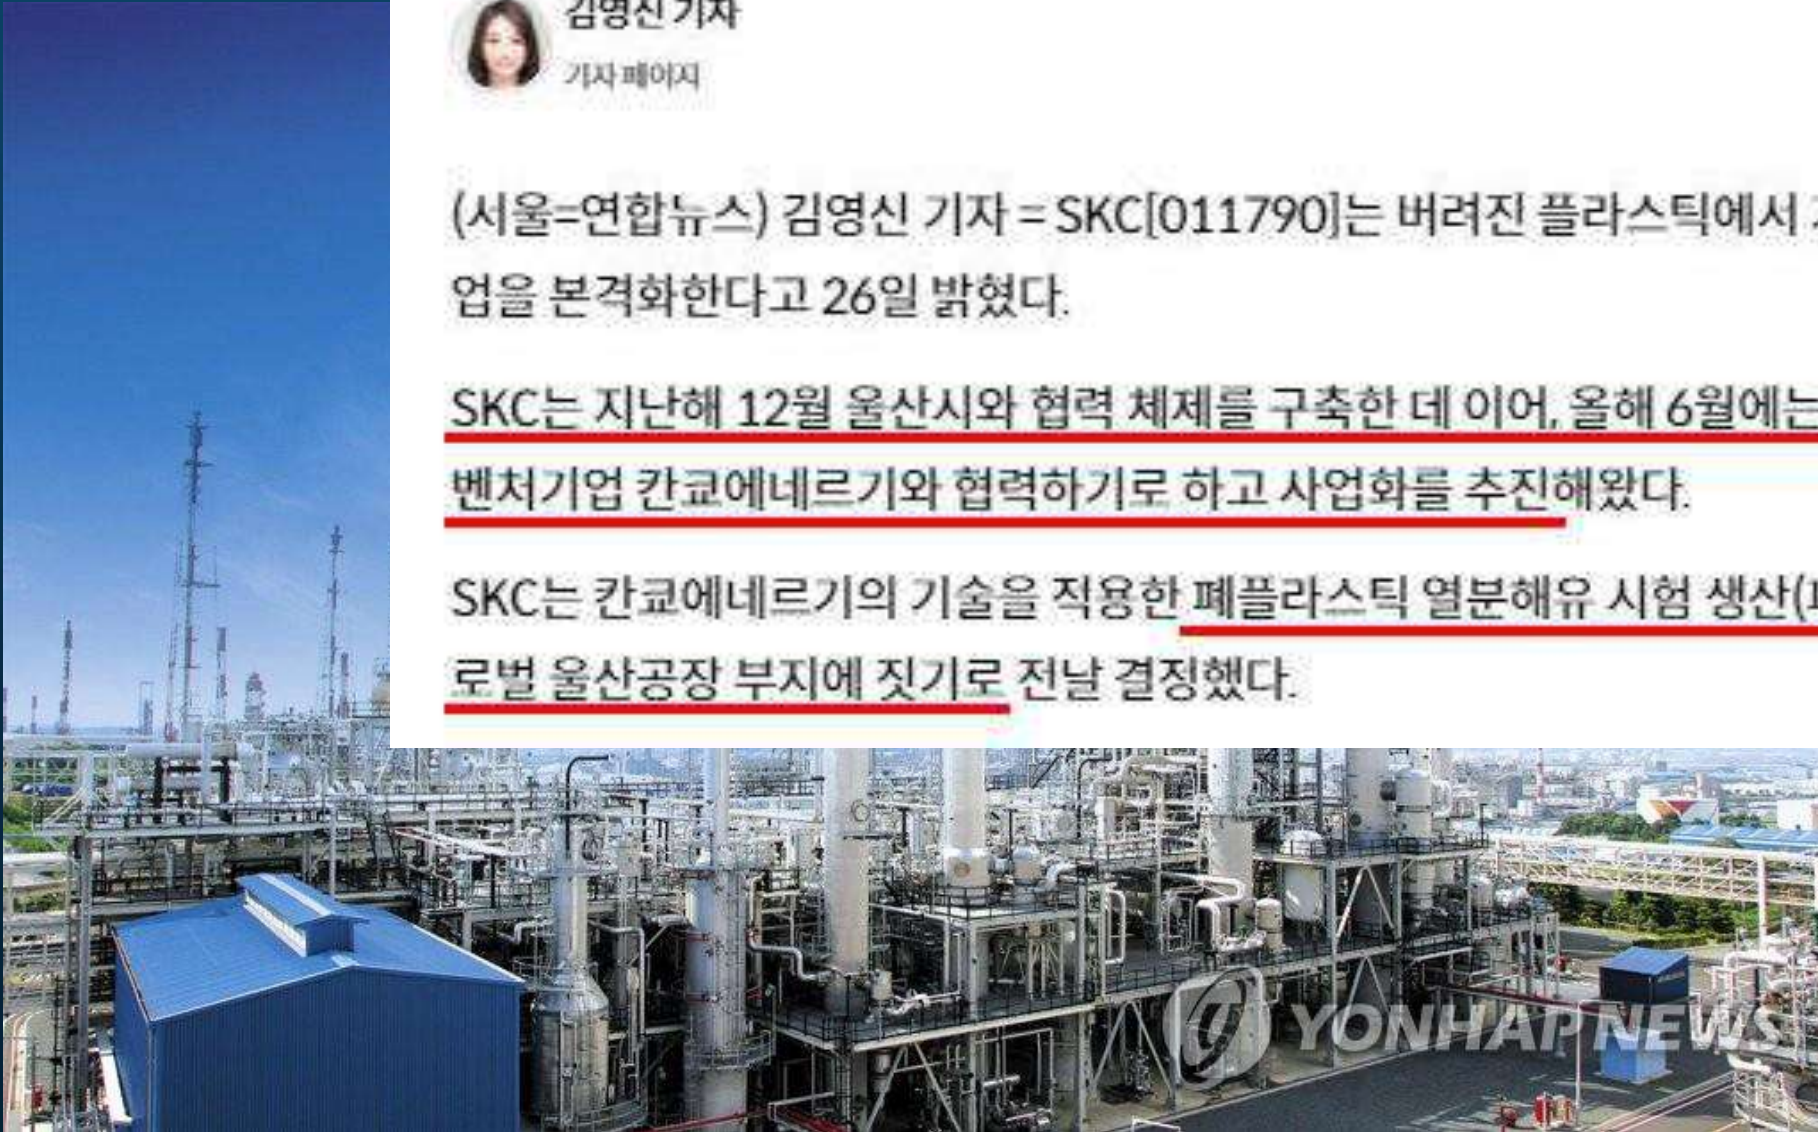 김영신 기자
기자 페이지
(서울=연합뉴스) 김영신 기자 = SKC[011790]는 버려진 플라스틱에서
업을 본격화한다고 26일 밝혔다.
SKC는 지난해 12월 울산시와 협력 체제를 구축한 데 이어, 올해 6월에는
벤처기업 칸쿄에네르기와 협력하기로 하고 사업화를 추진해왔다.
SKC는 칸쿄에네르기의 기술을 적용한 폐플라스틱 열분해유 시험 생산(
로벌 울산공장 부지에 짓기로 전날 결정했다.
YONHAP NEWS